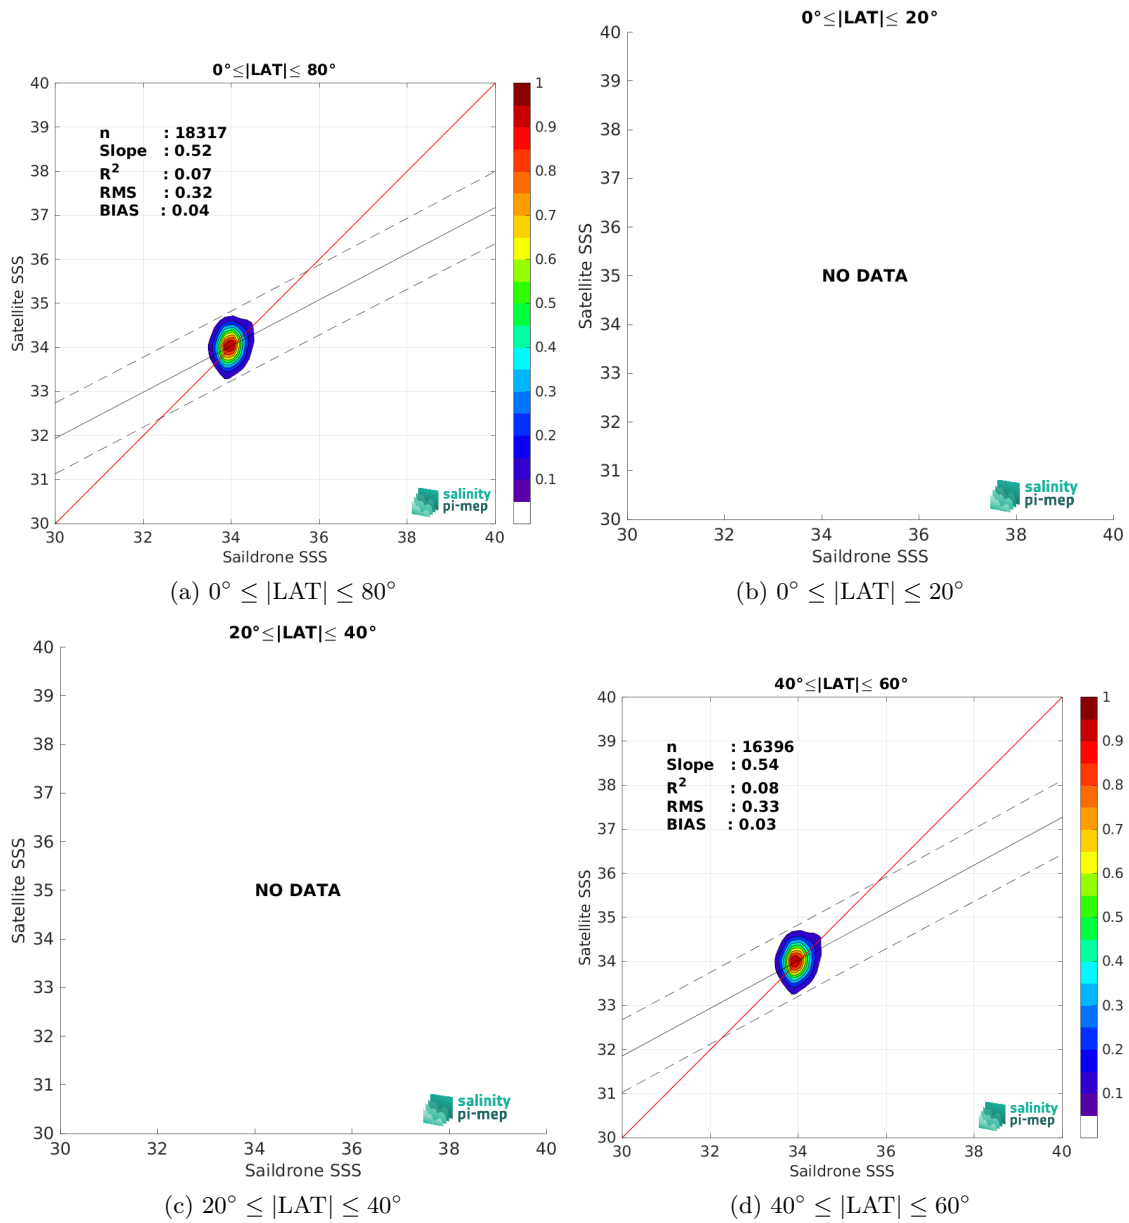 0°≤|LAT|≤ 80°
40
39
38
37
36
35
34
33
32
31
30
30
32
34
36
38
40
Satellite SSS
Saildrone SSS
n : 18317
Slope : 0.52
R² : 0.07
RMS : 0.32
BIAS : 0.04
1
0.9
0.8
0.7
0.6
0.5
0.4
0.3
0.2
0.1
salinity
pi-mep
(a) 0° ≤ |LAT| ≤ 80°
0°≤|LAT|≤ 20°
40
39
38
37
36
35
34
33
32
31
30
30
32
34
36
38
40
Satellite SSS
Saildrone SSS
NO DATA
salinity
pi-mep
(b) 0° ≤ |LAT| ≤ 20°
20°≤|LAT|≤ 40°
40
39
38
37
36
35
34
33
32
31
30
30
32
34
36
38
40
Satellite SSS
Saildrone SSS
NO DATA
salinity
pi-mep
(c) 20° ≤ |LAT| ≤ 40°
40°≤|LAT|≤ 60°
40
39
38
37
36
35
34
33
32
31
30
30
32
34
36
38
40
Satellite SSS
Saildrone SSS
n : 16396
Slope : 0.54
R² : 0.08
RMS : 0.33
BIAS : 0.03
1
0.9
0.8
0.7
0.6
0.5
0.4
0.3
0.2
0.1
salinity
pi-mep
(d) 40° ≤ |LAT| ≤ 60°